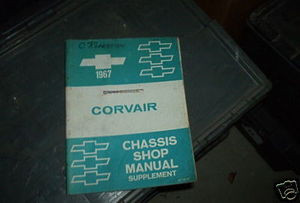 1967
CORVAIR
CHASSIS
SHOP
MANUAL
SUPPLEMENT